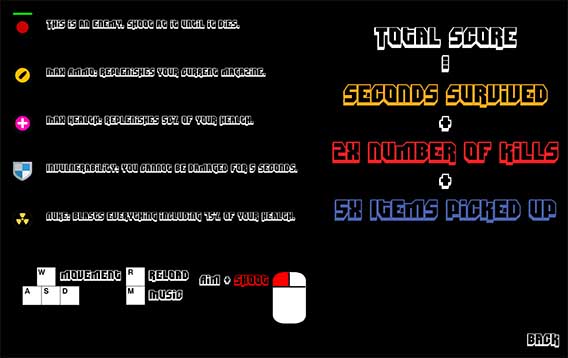 THIS IS AN ENEMY. SHOOT AT IT UNTIL IT DIES.
MAX AMMO: REPLENISHES YOUR CURRENT MAGAZINE.
MAX HEALTH: REPLENISHES 50% OF YOUR HEALTH.
INVULNERABILITY: YOU CANNOT BE DAMAGED FOR 5 SECONDS.
NUKE: BLASTS EVERYTHING INCLUDING 75% OF YOUR HEALTH.
TOTAL SCORE
=
SECONDS SURVIVED
+
2X NUMBER OF KILLS
+
5X ITEMS PICKED UP
W MOVEMENT
A S D
R RELOAD
M MUSIC
AIM + SHOOT
BACK